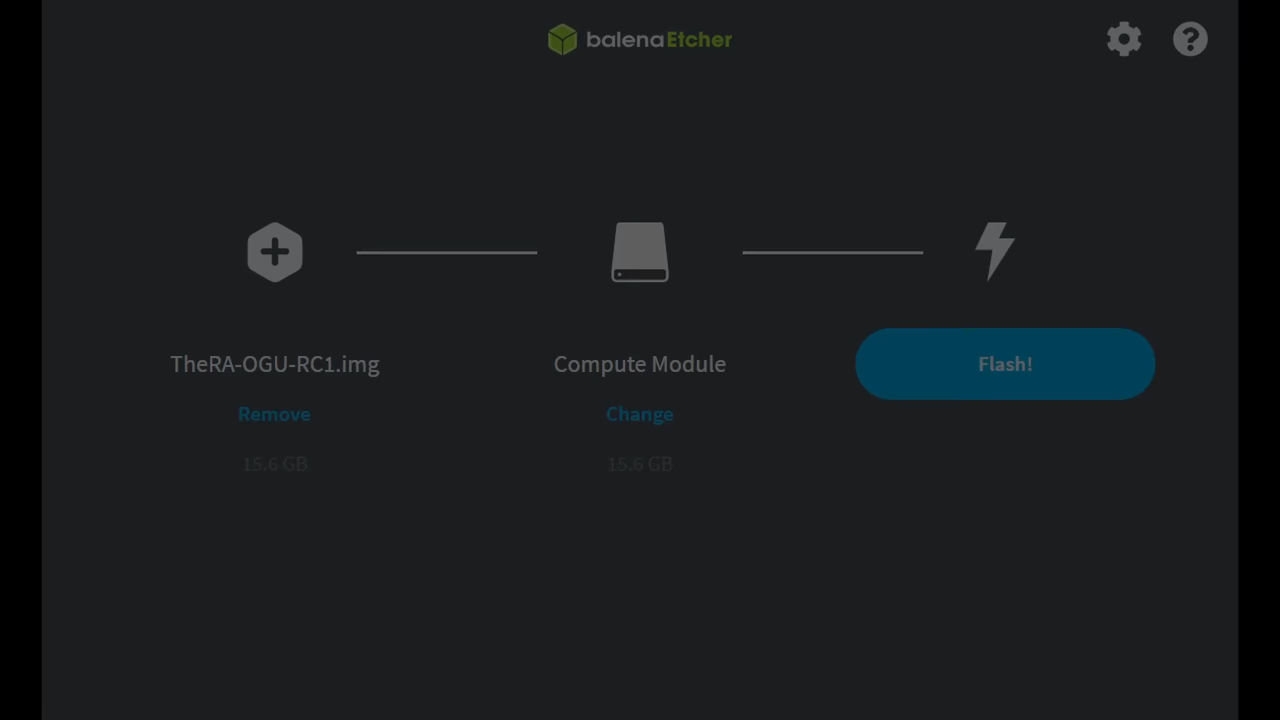 balenaEtcher
TheRA-OGU-RC1.img
Compute Module
Flash!
Remove
Change
15.6 GB
15.6 GB